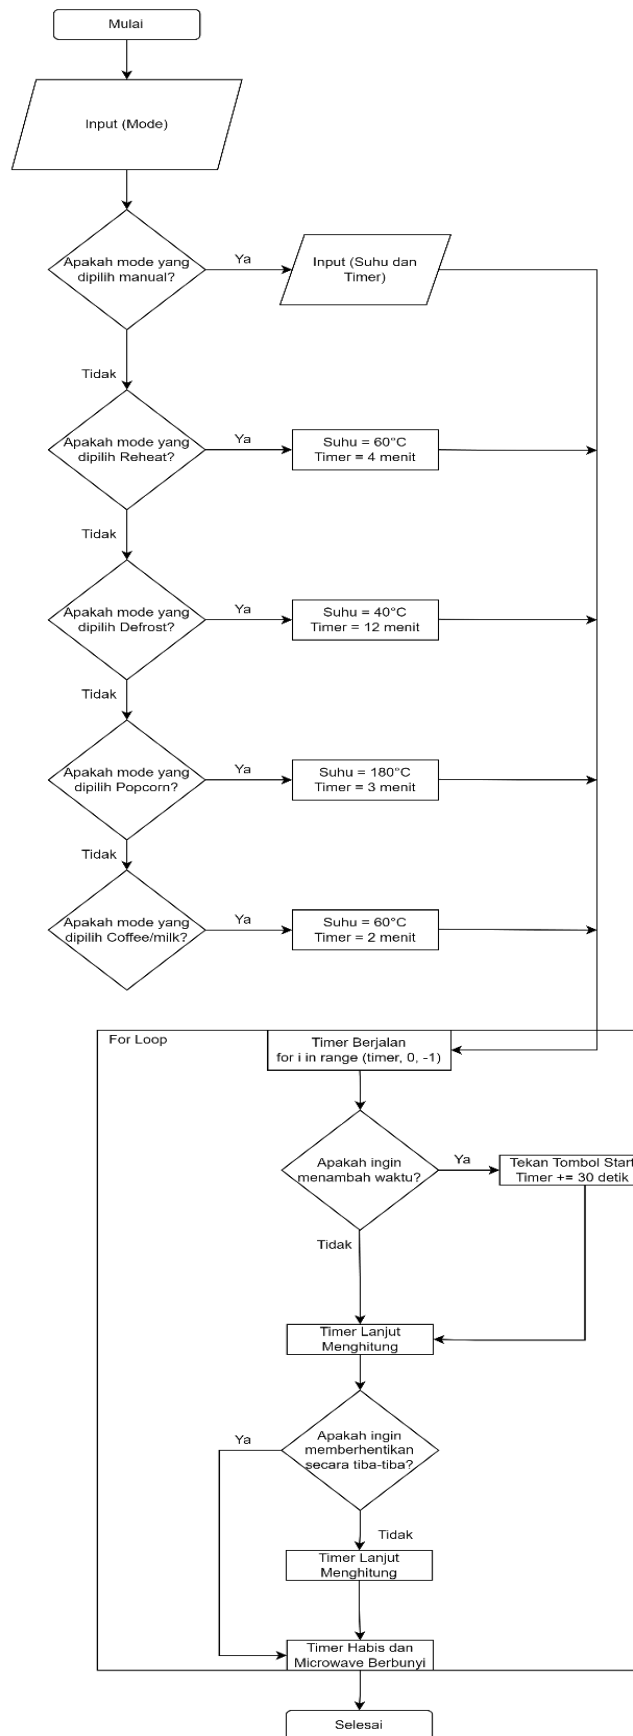 Mulai
Input (Mode)
Apakah mode yang
dipilih manual?
Ya
Input (Suhu dan
Timer)
Tidak
Apakah mode yang
dipilih Reheat?
Ya
Suhu = 60°C
Timer = 4 menit
Tidak
Apakah mode yang
dipilih Defrost?
Ya
Suhu = 40°C
Timer = 12 menit
Tidak
Apakah mode yang
dipilih Popcorn?
Ya
Suhu = 180°C
Timer = 3 menit
Tidak
Apakah mode yang
dipilih Coffee/milk?
Ya
Suhu = 60°C
Timer = 2 menit
For Loop
Timer Berjalan
for i in range (timer, 0, -1)
Apakah ingin
menambah waktu?
Ya
Tekan Tombol Start
Timer += 30 detik
Tidak
Timer Lanjut
Menghitung
Apakah ingin
memberhentikan
secara tiba-tiba?
Ya
Tidak
Timer Lanjut
Menghitung
Timer Habis dan
Microwave Berbunyi
Selesai